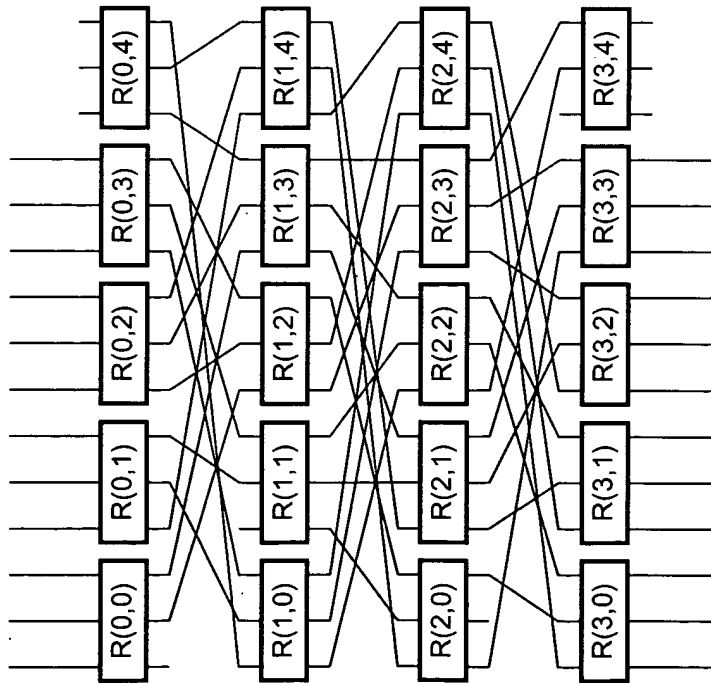 R(0,4) R(1,4) R(2,4) R(3,4)
R(0,3) R(1,3) R(2,3) R(3,3)
R(0,2) R(1,2) R(2,2) R(3,2)
R(0,1) R(1,1) R(2,1) R(3,1)
R(0,0) R(1,0) R(2,0) R(3,0)